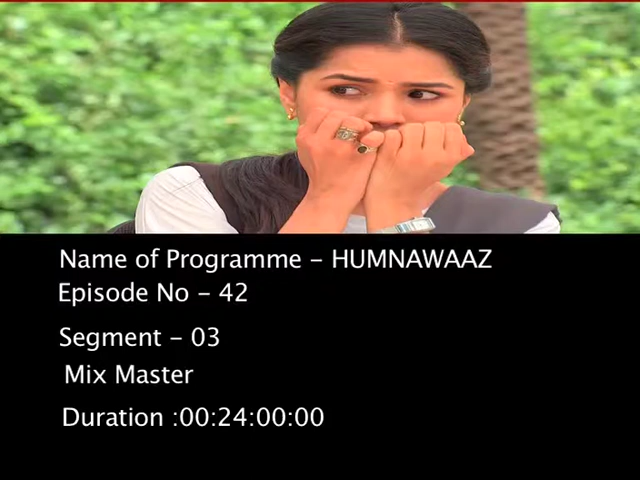 Name of Programme – HUMNAWAAZ
Episode No – 42
Segment – 03
Mix Master
Duration :00:24:00:00